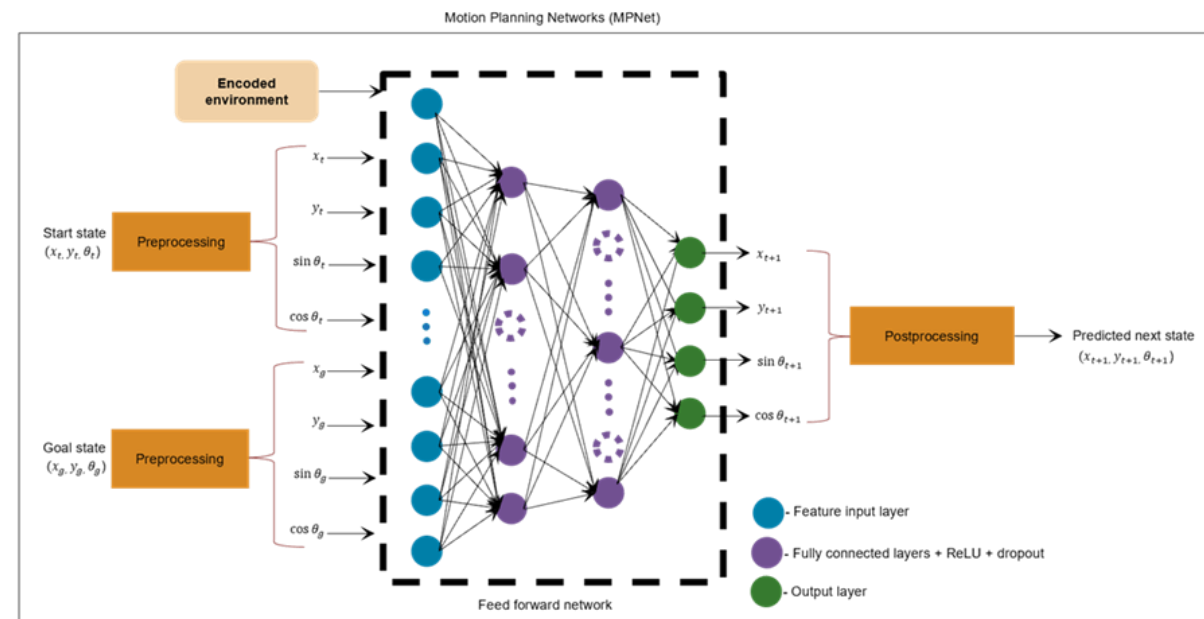 Motion Planning Networks (MPNet)
Encoded
environment
Start state
(x_t, y_t, θ_t)
Preprocessing
x_t
y_t
sin θ_t
cos θ_t
Goal state
(x_g, y_g, θ_g)
Preprocessing
x_g
y_g
sin θ_g
cos θ_g
x_{t+1}
y_{t+1}
sin θ_{t+1}
cos θ_{t+1}
Postprocessing
Predicted next state
(x_{t+1}, y_{t+1}, θ_{t+1})
- Feature input layer
- Fully connected layers + ReLU + dropout
- Output layer
Feed forward network